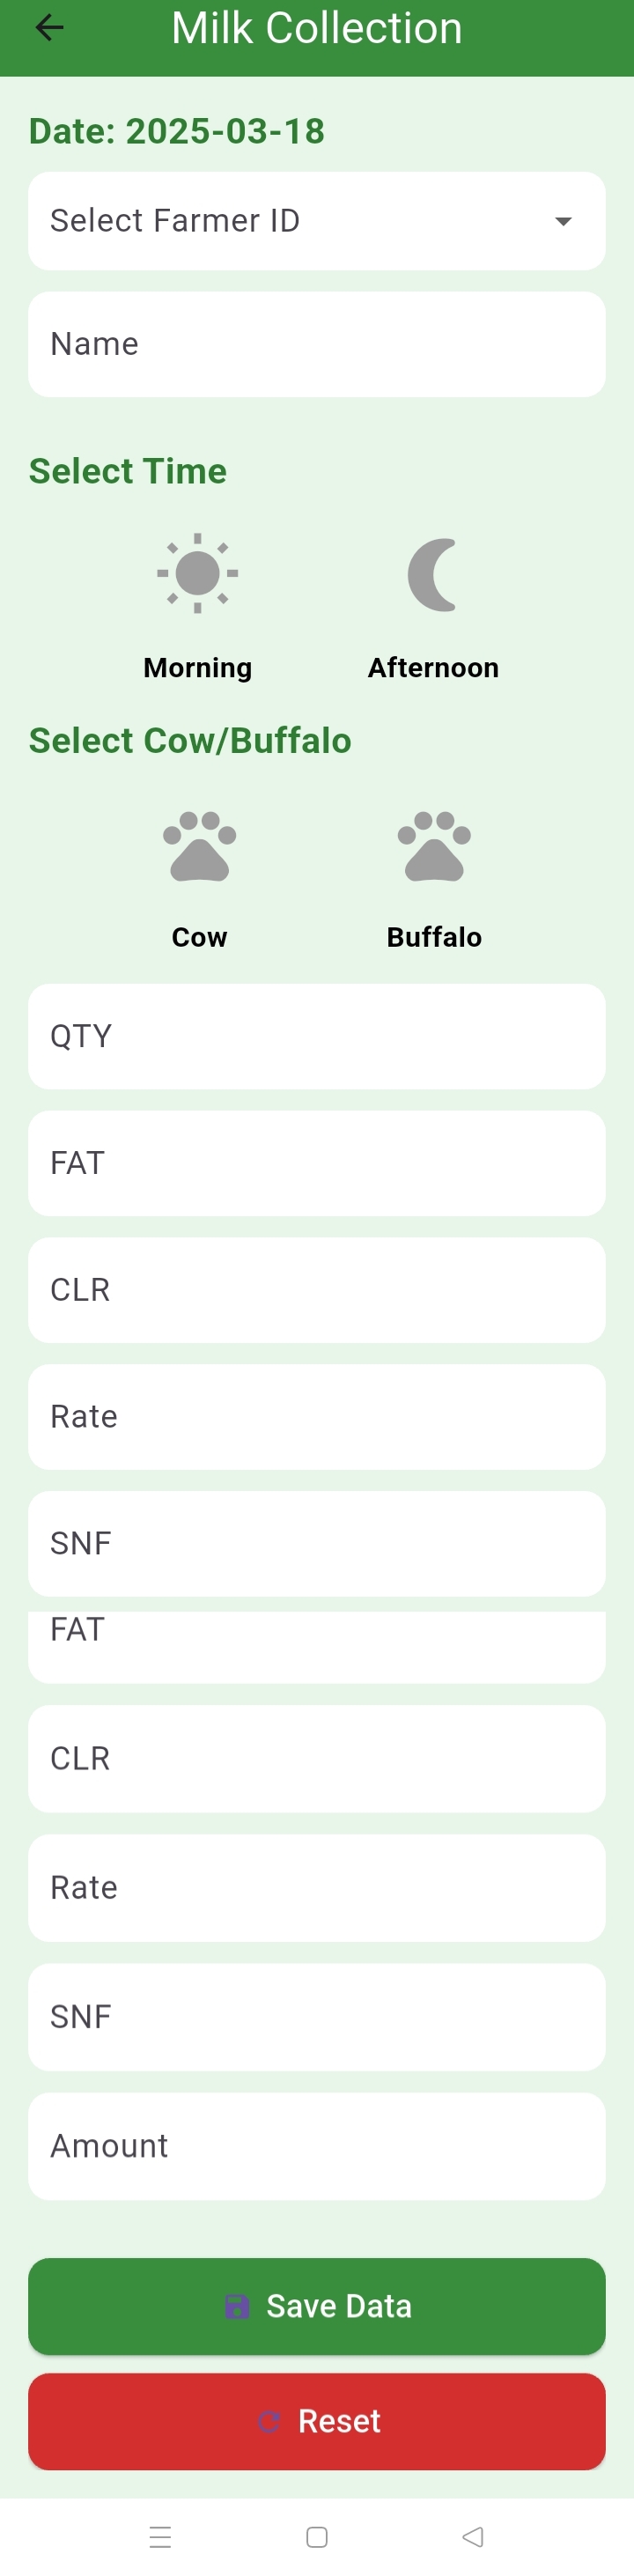 Milk Collection
Date: 2025-03-18
Select Farmer ID
Name
Select Time
Morning Afternoon
Select Cow/Buffalo
Cow Buffalo
QTY
FAT
CLR
Rate
SNF
FAT
CLR
Rate
SNF
Amount
Save Data
Reset